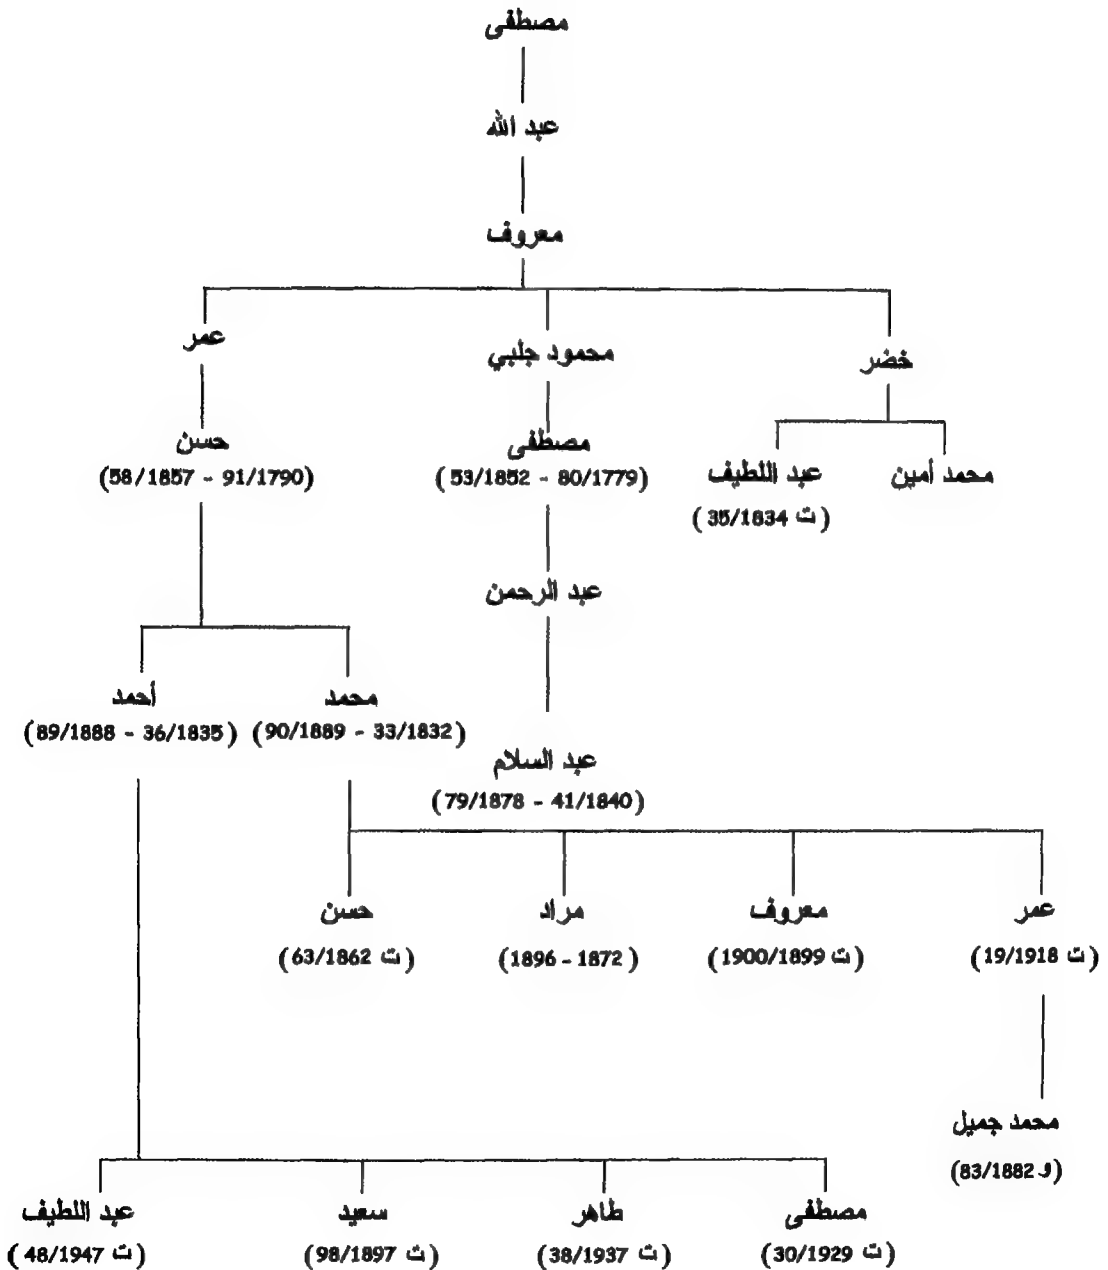 مصطفى
عبد الله
معروف
خضر
محمود جلبي
عمر
محمد أمين
عبد اللطيف
(ت 35/1834)
مصطفى
(53/1852 - 80/1779)
حسن
(58/1857 - 91/1790)
عبد الرحمن
محمد
(90/1889 - 33/1832)
أحمد
(89/1888 - 36/1835)
عبد السلام
(79/1878 - 41/1840)
عمر
(ت 19/1918)
معروف
(ت 1900/1899)
مراد
(1896 - 1872)
حسن
(ت 63/1862)
محمد جميل
(و 83/1882)
مصطفى
(ت 30/1929)
طاهر
(ت 38/1937)
سعيد
(ت 98/1897)
عبد اللطيف
(ت 48/1947)